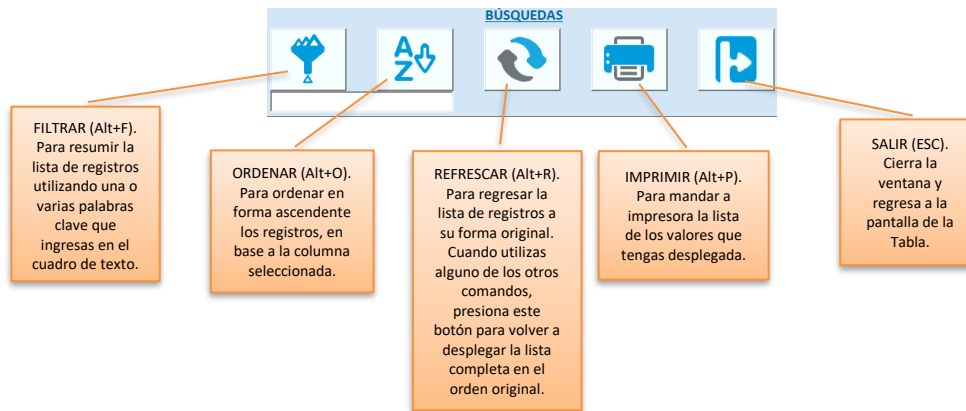 BÚSQUEDAS
A
Z
FILTRAR (Alt+F).
Para resumir la
lista de registros
utilizando una o
varias palabras
clave que
ingresas en el
cuadro de texto.
ORDENAR (Alt+O).
Para ordenar en
forma ascendente
los registros, en
base a la columna
seleccionada.
REFRESCAR (Alt+R).
Para regresar la
lista de registros a
su forma original.
Cuando utilizas
alguno de los otros
comandos,
presiona este
botón para volver a
desplegar la lista
completa en el
orden original.
IMPRIMIR (Alt+P).
Para mandar a
impresora la lista
de los valores que
tengas desplegada.
SALIR (ESC).
Cierra la
ventana y
regresa a la
pantalla de la
Tabla.